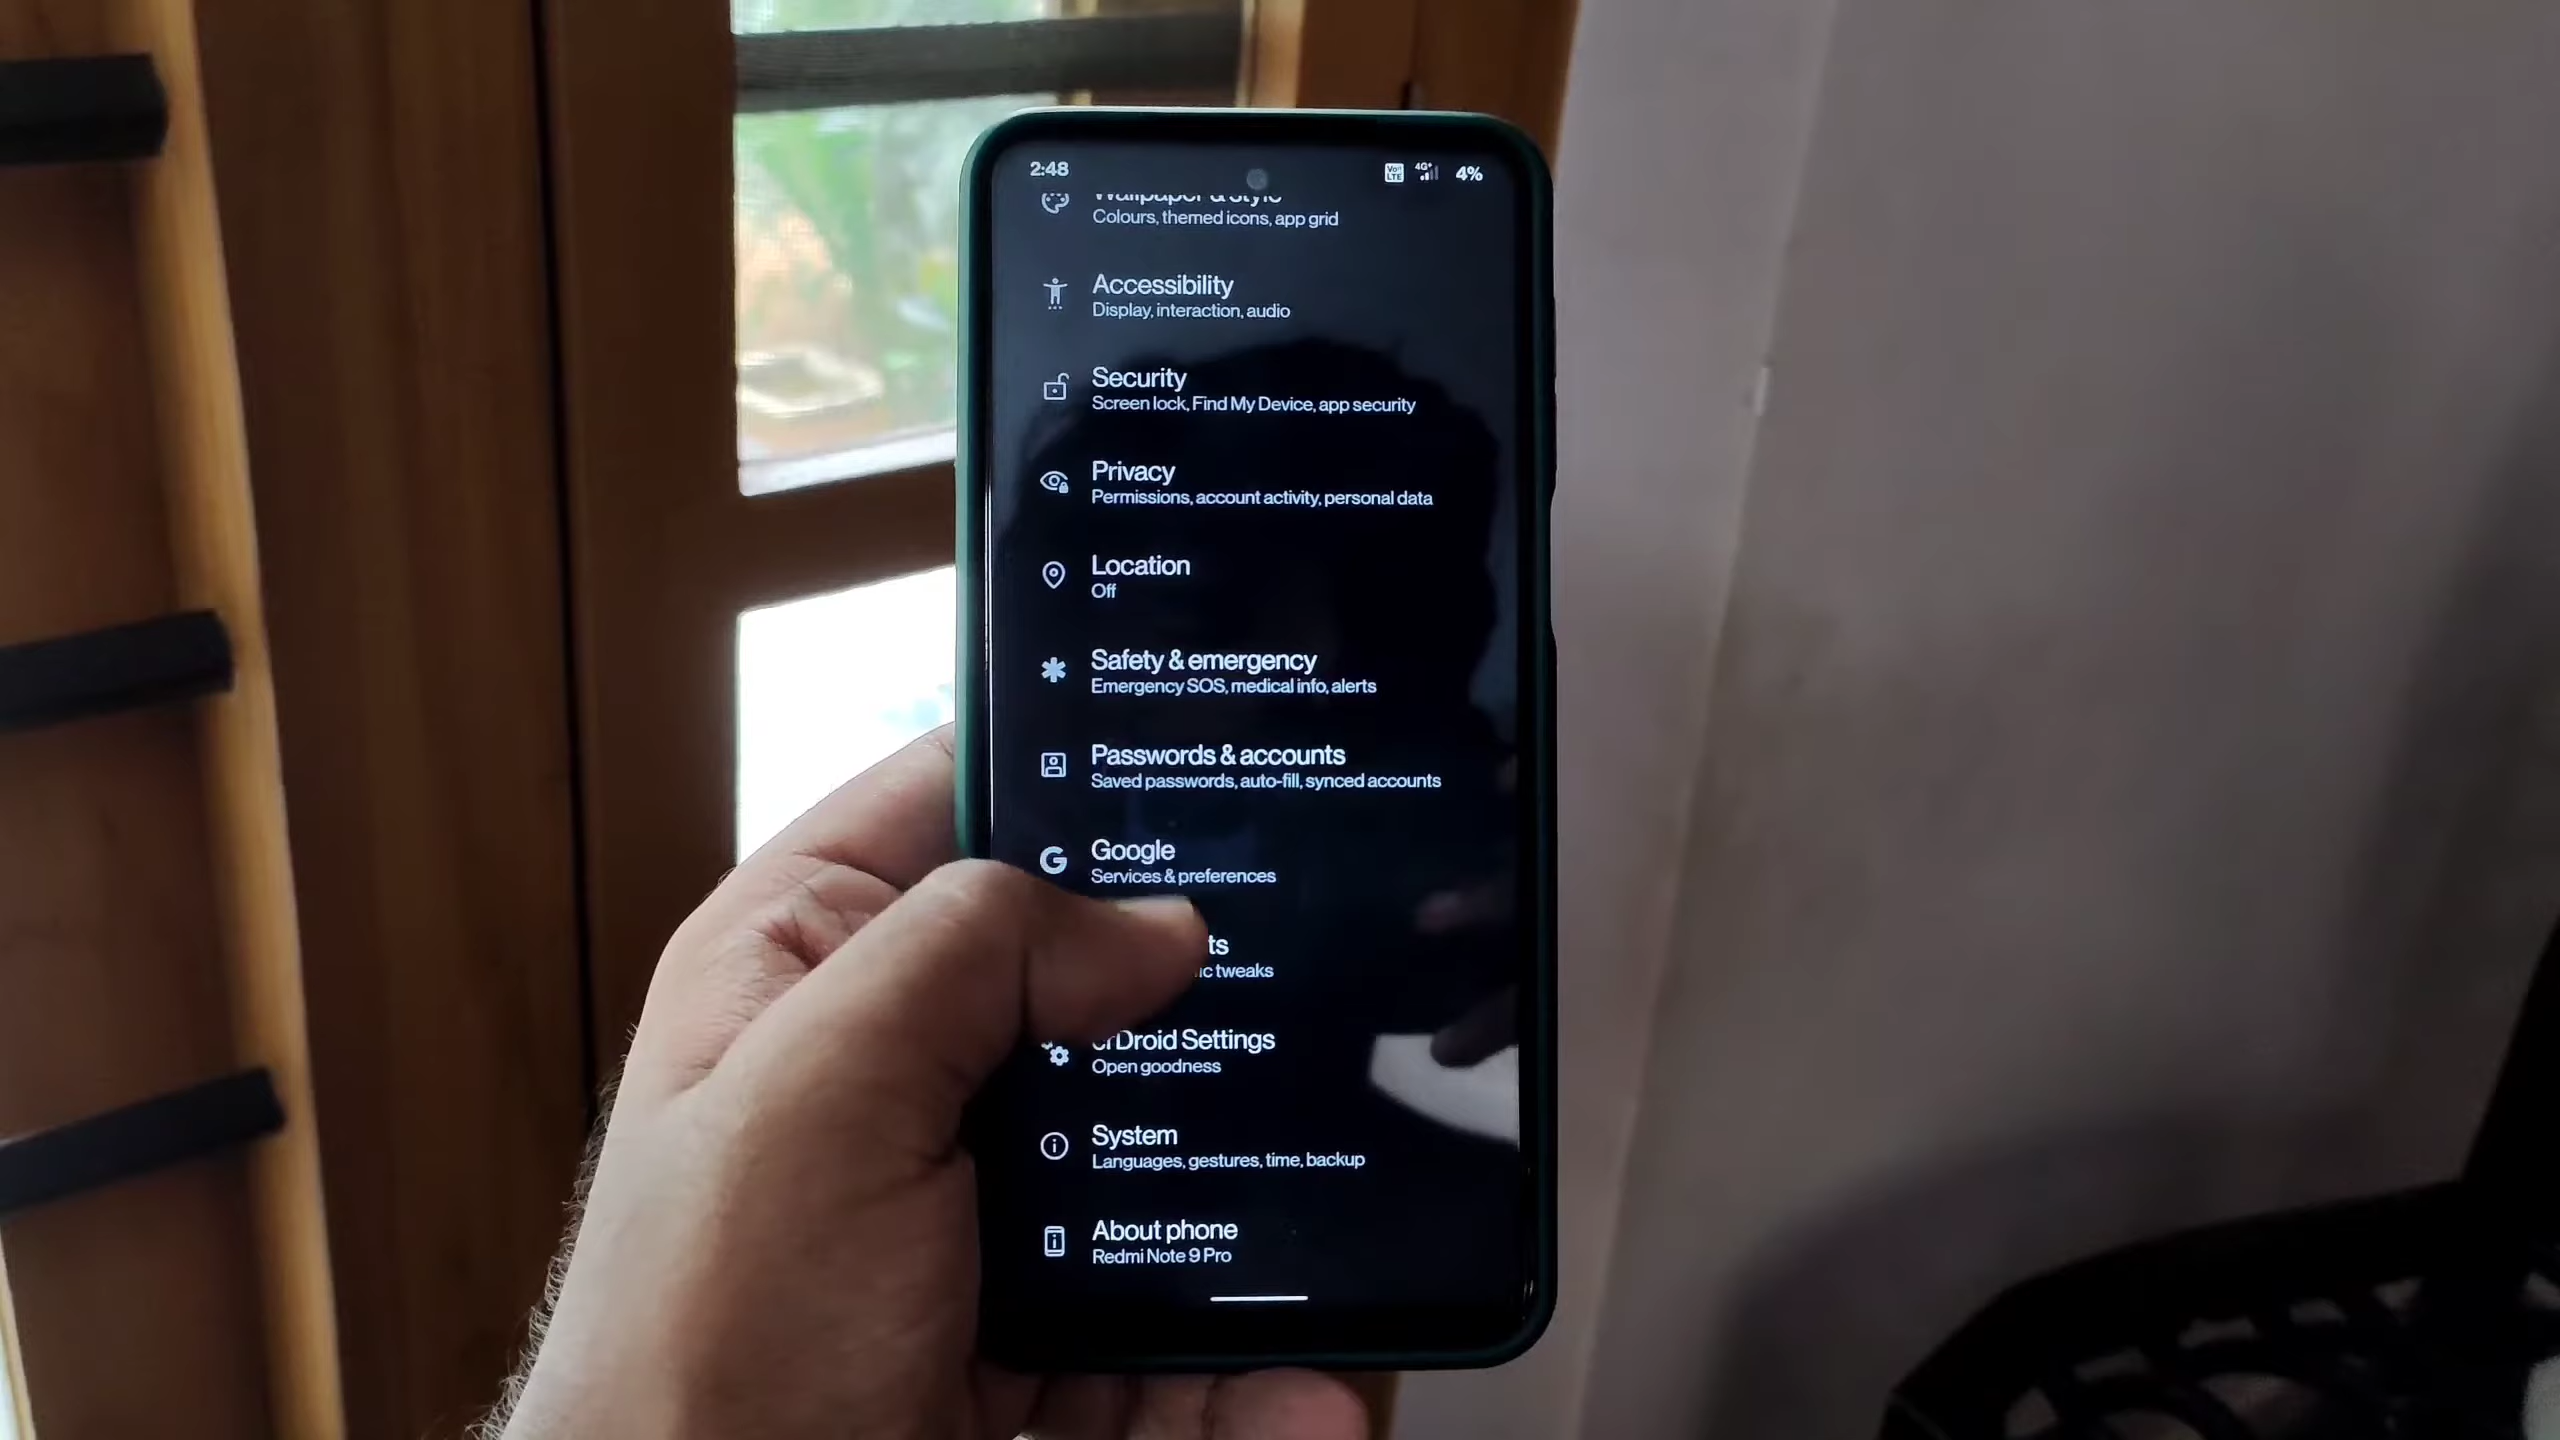 2:48
VoLTE 4G+ 4%
Wallpaper & style
Colours, themed icons, app grid
Accessibility
Display, interaction, audio
Security
Screen lock, Find My Device, app security
Privacy
Permissions, account activity, personal data
Location
Off
Safety & emergency
Emergency SOS, medical info, alerts
Passwords & accounts
Saved passwords, auto-fill, synced accounts
Google
Services & preferences
tweaks
crDroid Settings
Open goodness
System
Languages, gestures, time, backup
About phone
Redmi Note 9 Pro